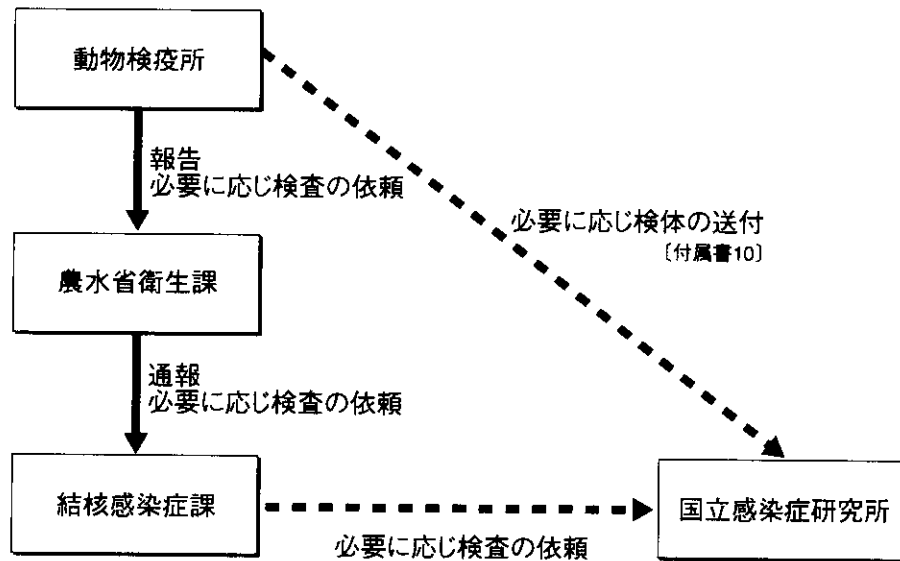 動物検疫所
報告
必要に応じ検査の依頼
必要に応じ検体の送付
〔付属書10〕
農水省衛生課
通報
必要に応じ検査の依頼
結核感染症課
国立感染症研究所
必要に応じ検査の依頼